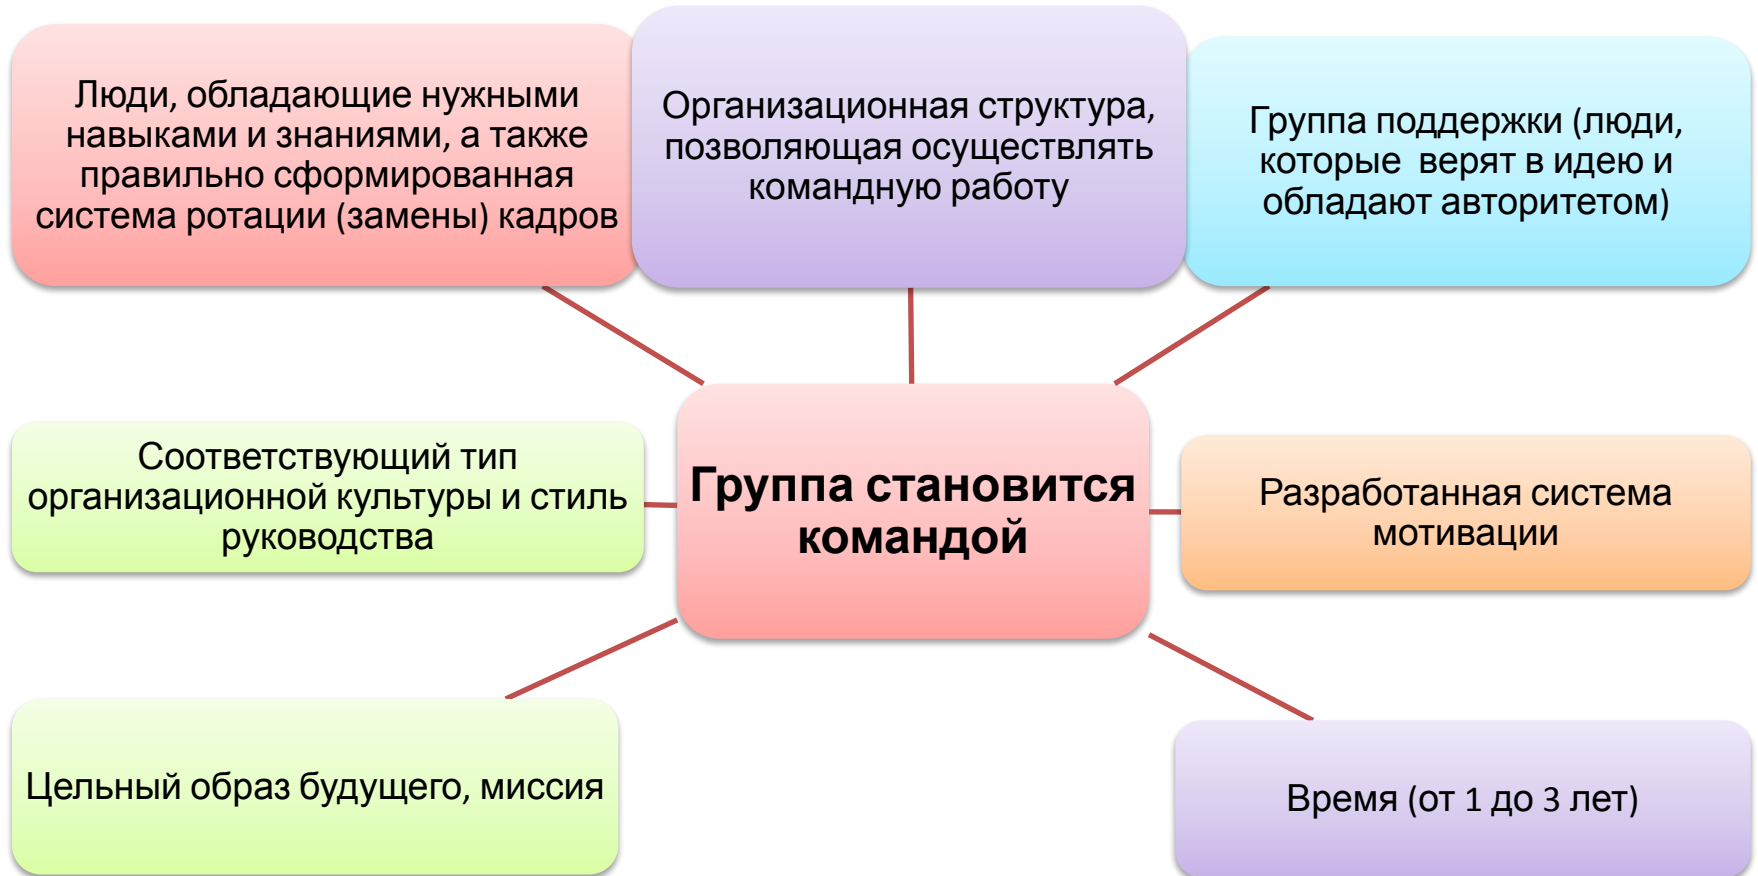 Люди, обладающие нужными
навыками и знаниями, а также
правильно сформированная
система ротации (замены) кадров
Организационная структура,
позволяющая осуществлять
командную работу
Группа поддержки (люди,
которые верят в идею и
обладают авторитетом)
Соответствующий тип
организационной культуры и стиль
руководства
Группа становится
командой
Разработанная система
мотивации
Цельный образ будущего, миссия
Время (от 1 до 3 лет)